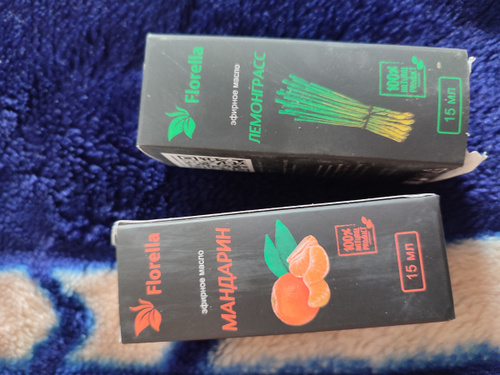 Florella
эфирное масло
ЛЕМОНГРАСС
100%
15 мл
Florella
эфирное масло
МАНДАРИН
100%
15 мл